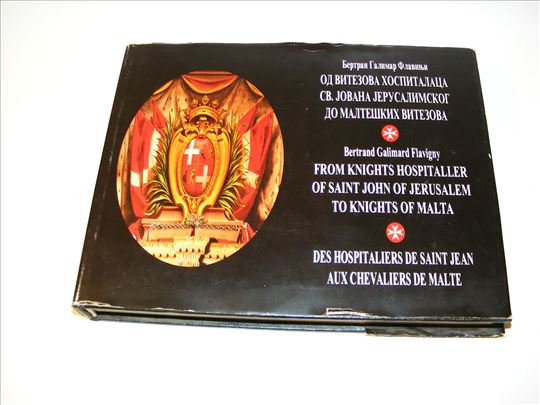 Бертран Галимар Флавињи
ОД ВИТЕЗОВА ХОСПИТАЛАЦА
СВ. ЈОВАНА ЈЕРУСАЛИМСКОГ
ДО МАЛТЕШКИХ ВИТЕЗОВА
Bertrand Galimard Flavigny
FROM KNIGHTS HOSPITALLER
OF SAINT JOHN OF JERUSALEM
TO KNIGHTS OF MALTA
DES HOSPITALIERS DE SAINT JEAN
AUX CHEVALIERS DE MALTE